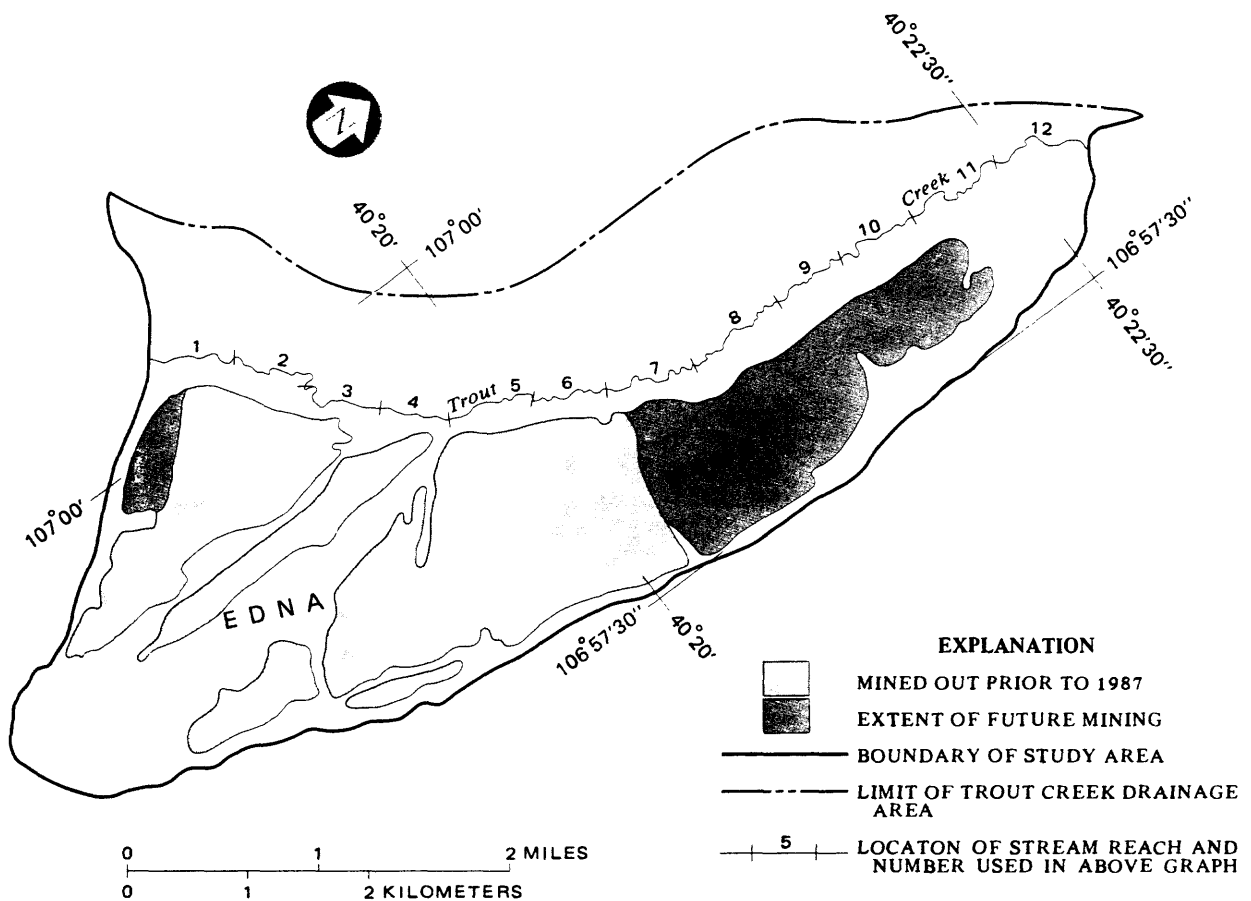 40°22'30"
N
12
Creek 11
10
40°20'
107°00'
106°57'30"
9
40°22'30"
8
1
2
7
3
4
Trout 5
6
107°00'
EDNA
106°57'30"
40°20'
EXPLANATION
MINED OUT PRIOR TO 1987
EXTENT OF FUTURE MINING
BOUNDARY OF STUDY AREA
LIMIT OF TROUT CREEK DRAINAGE
AREA
5
LOCATON OF STREAM REACH AND
NUMBER USED IN ABOVE GRAPH
0 1 2 MILES
0 1 2 KILOMETERS